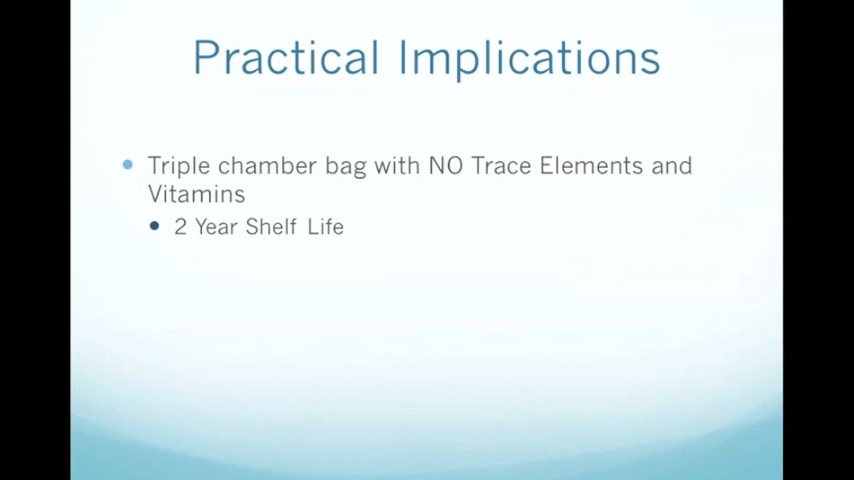 Practical Implications
Triple chamber bag with NO Trace Elements and
Vitamins
2 Year Shelf Life